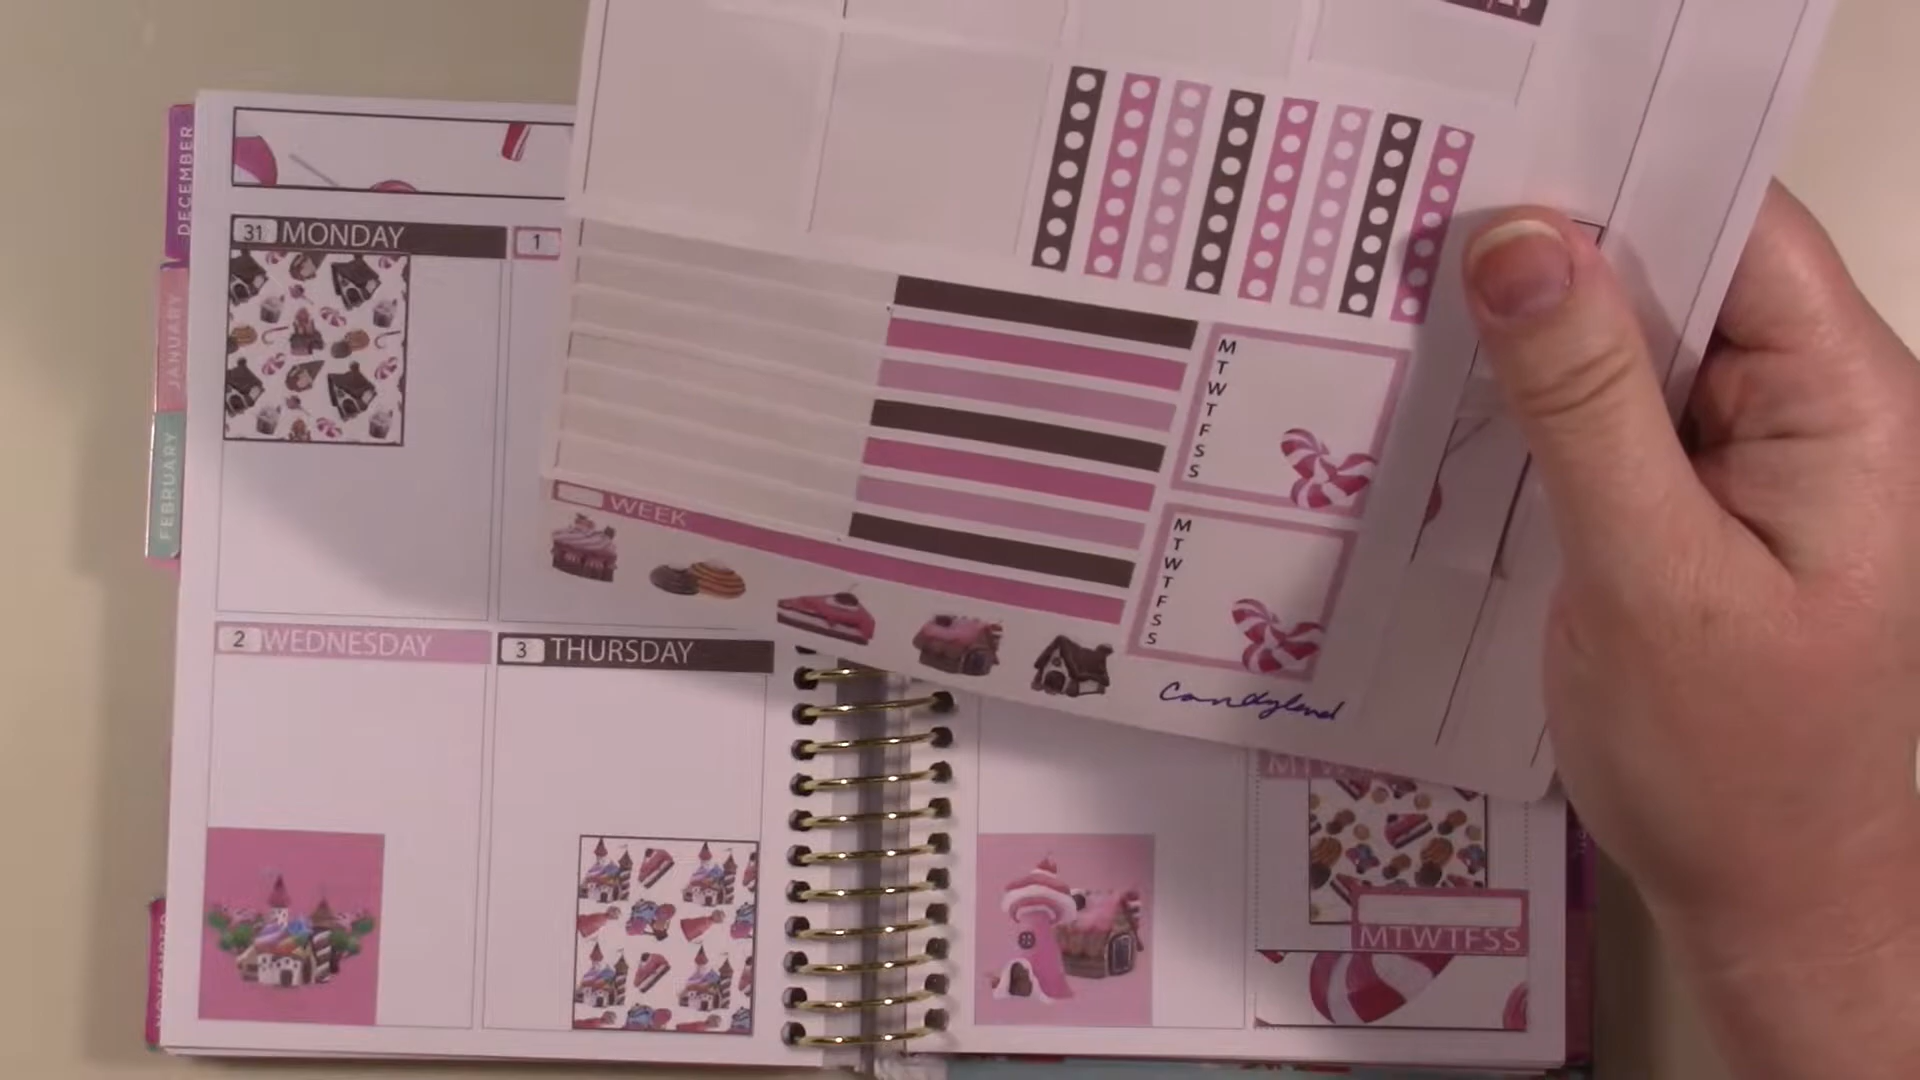 DECEMBER
JANUARY
FEBRUARY
31 MONDAY
1
M
T
W
T
F
S
S
WEEK
M
T
W
T
F
S
S
Candyland
2 WEDNESDAY
3 THURSDAY
MTWTFSS